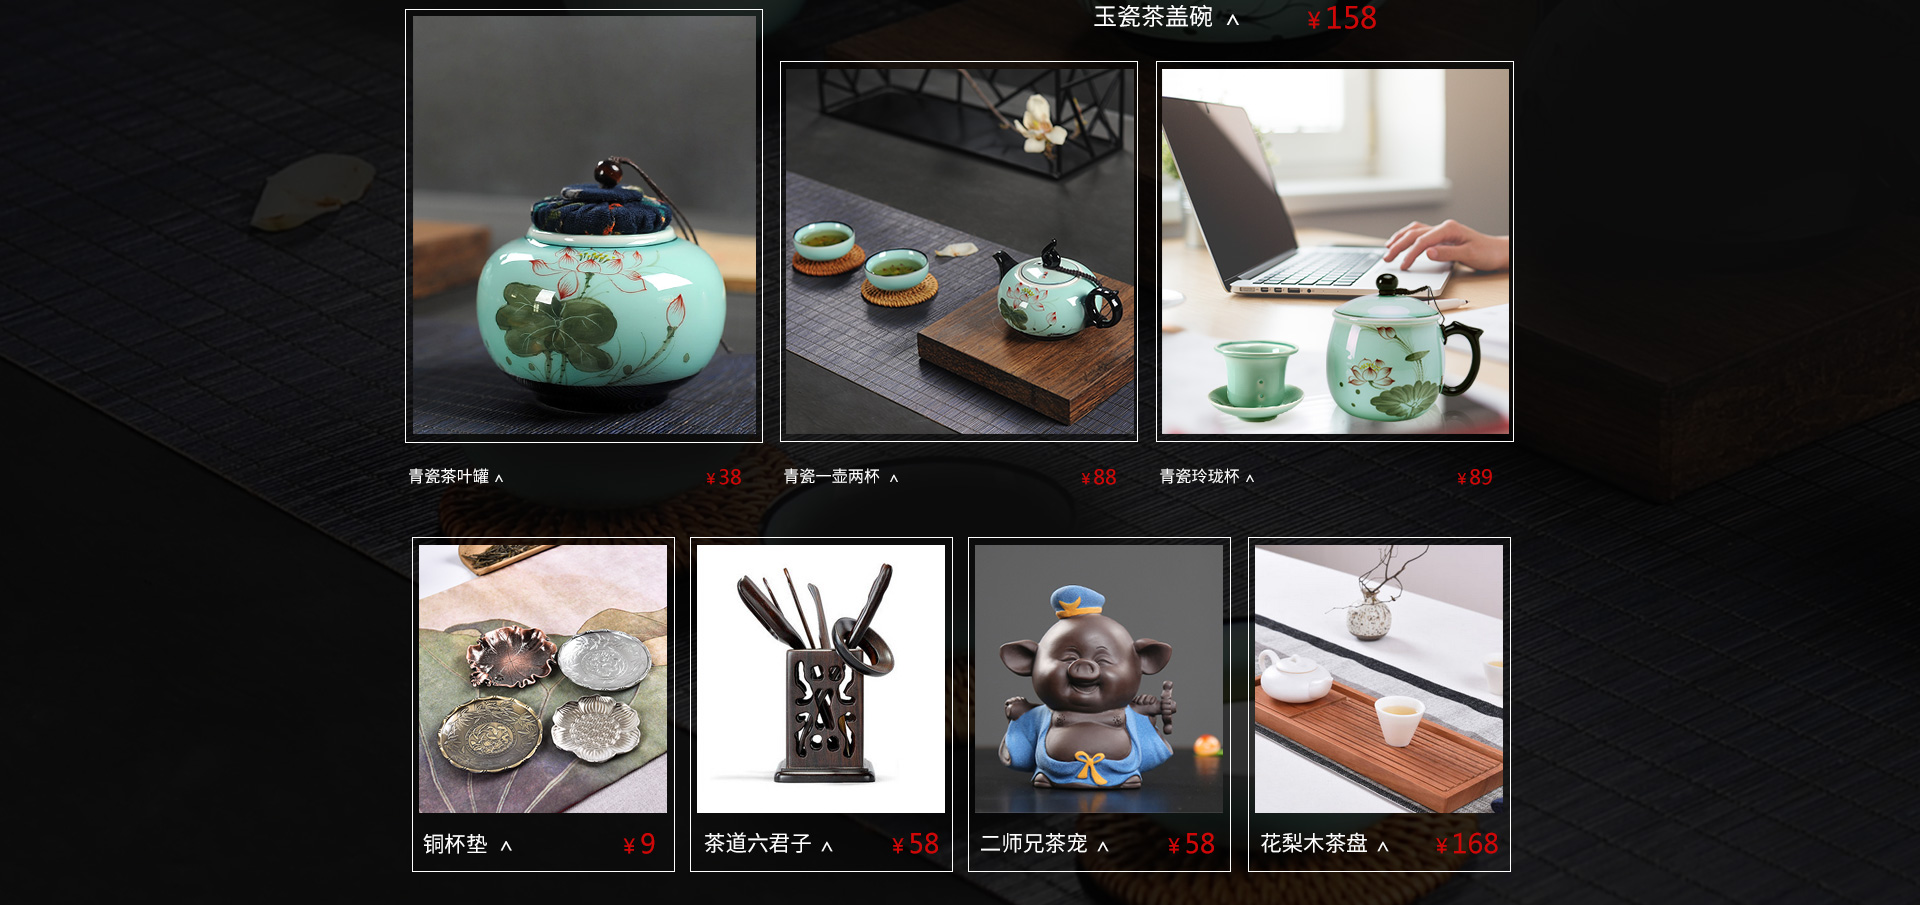 玉瓷茶盖碗 ^ ¥158
青瓷茶叶罐 ^ ¥38
青瓷一壶两杯 ^ ¥88
青瓷玲珑杯 ^ ¥89
铜杯垫 ^ ¥9
茶道六君子 ^ ¥58
二师兄茶宠 ^ ¥58
花梨木茶盘 ^ ¥168